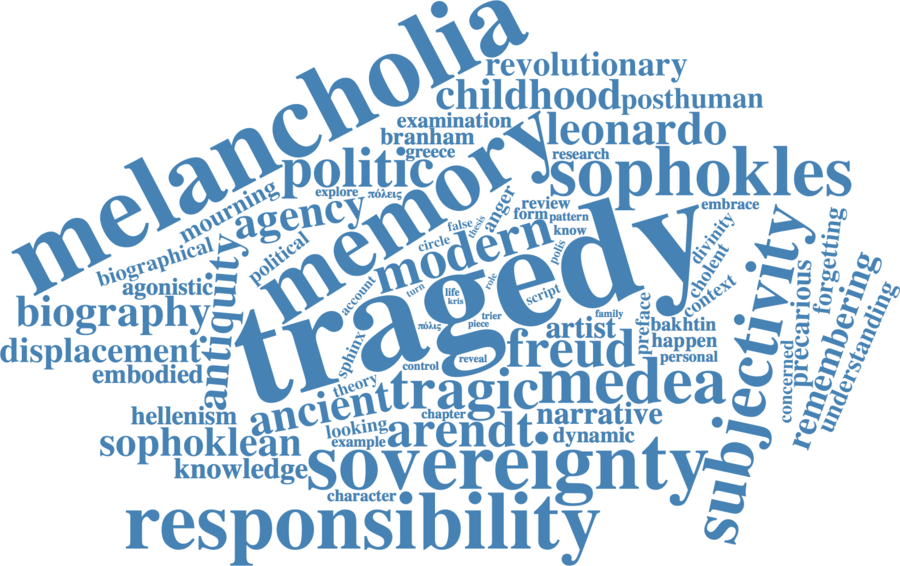 melancholia
revolutionary
childhood
posthuman
examination
leonardo
branham
greece
research
politic
memory
sophokles
explore
πόλεις
mourning
agency
anger
review
embrace
form
pattern
false
thesis
know
biographical
political
circle
modern
polis
divinity
cholent
context
forgetting
agonistic
antiquity
account
turn
life
kris
role
script
tragedy
subjectivity
precarious
remembering
understanding
biography
πόλις
trier
piece
family
artist
preface
bakhtin
happen
personal
concerned
displacement
sphinx
control
reveal
freud
embodied
theory
tragic
medea
hellenism
ancient
chapter
narrative
looking
arendt
dynamic
sophoklean
example
knowledge
sovereignty
character
responsibility